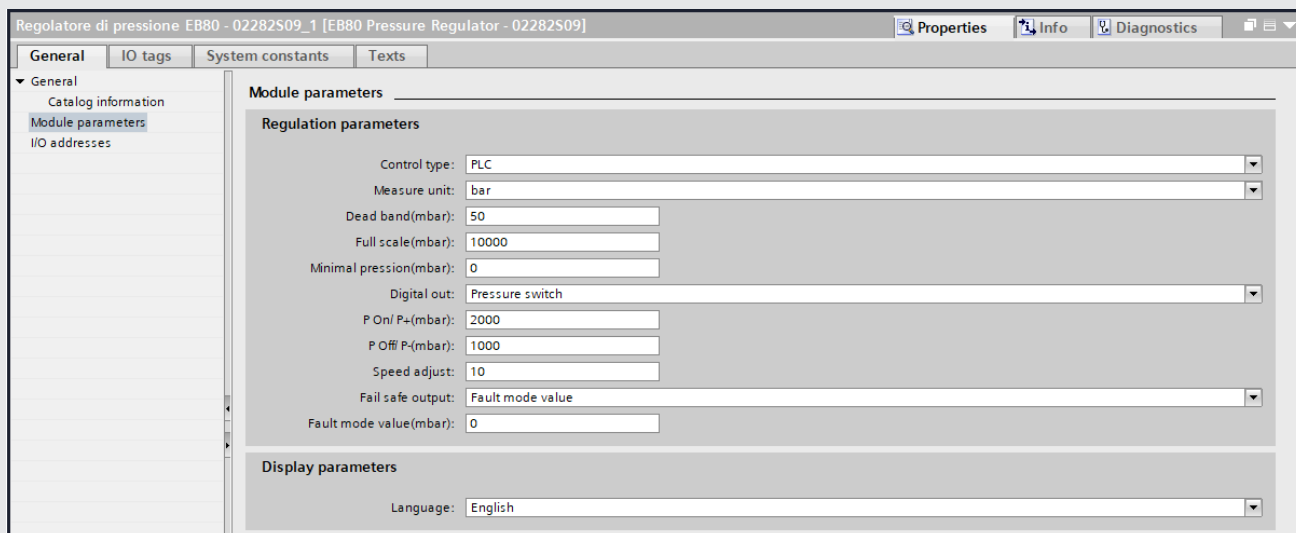 Regolatore di pressione EB80 - 02282S09_1 [EB80 Pressure Regulator - 02282S09]
Properties Info Diagnostics
General IO tags System constants Texts
General
Catalog information
Module parameters
I/O addresses
Module parameters
Regulation parameters
Control type: PLC
Measure unit: bar
Dead band(mbar): 50
Full scale(mbar): 10000
Minimal pression(mbar): 0
Digital out: Pressure switch
P On/ P+(mbar): 2000
P Off/ P-(mbar): 1000
Speed adjust: 10
Fail safe output: Fault mode value
Fault mode value(mbar): 0
Display parameters
Language: English